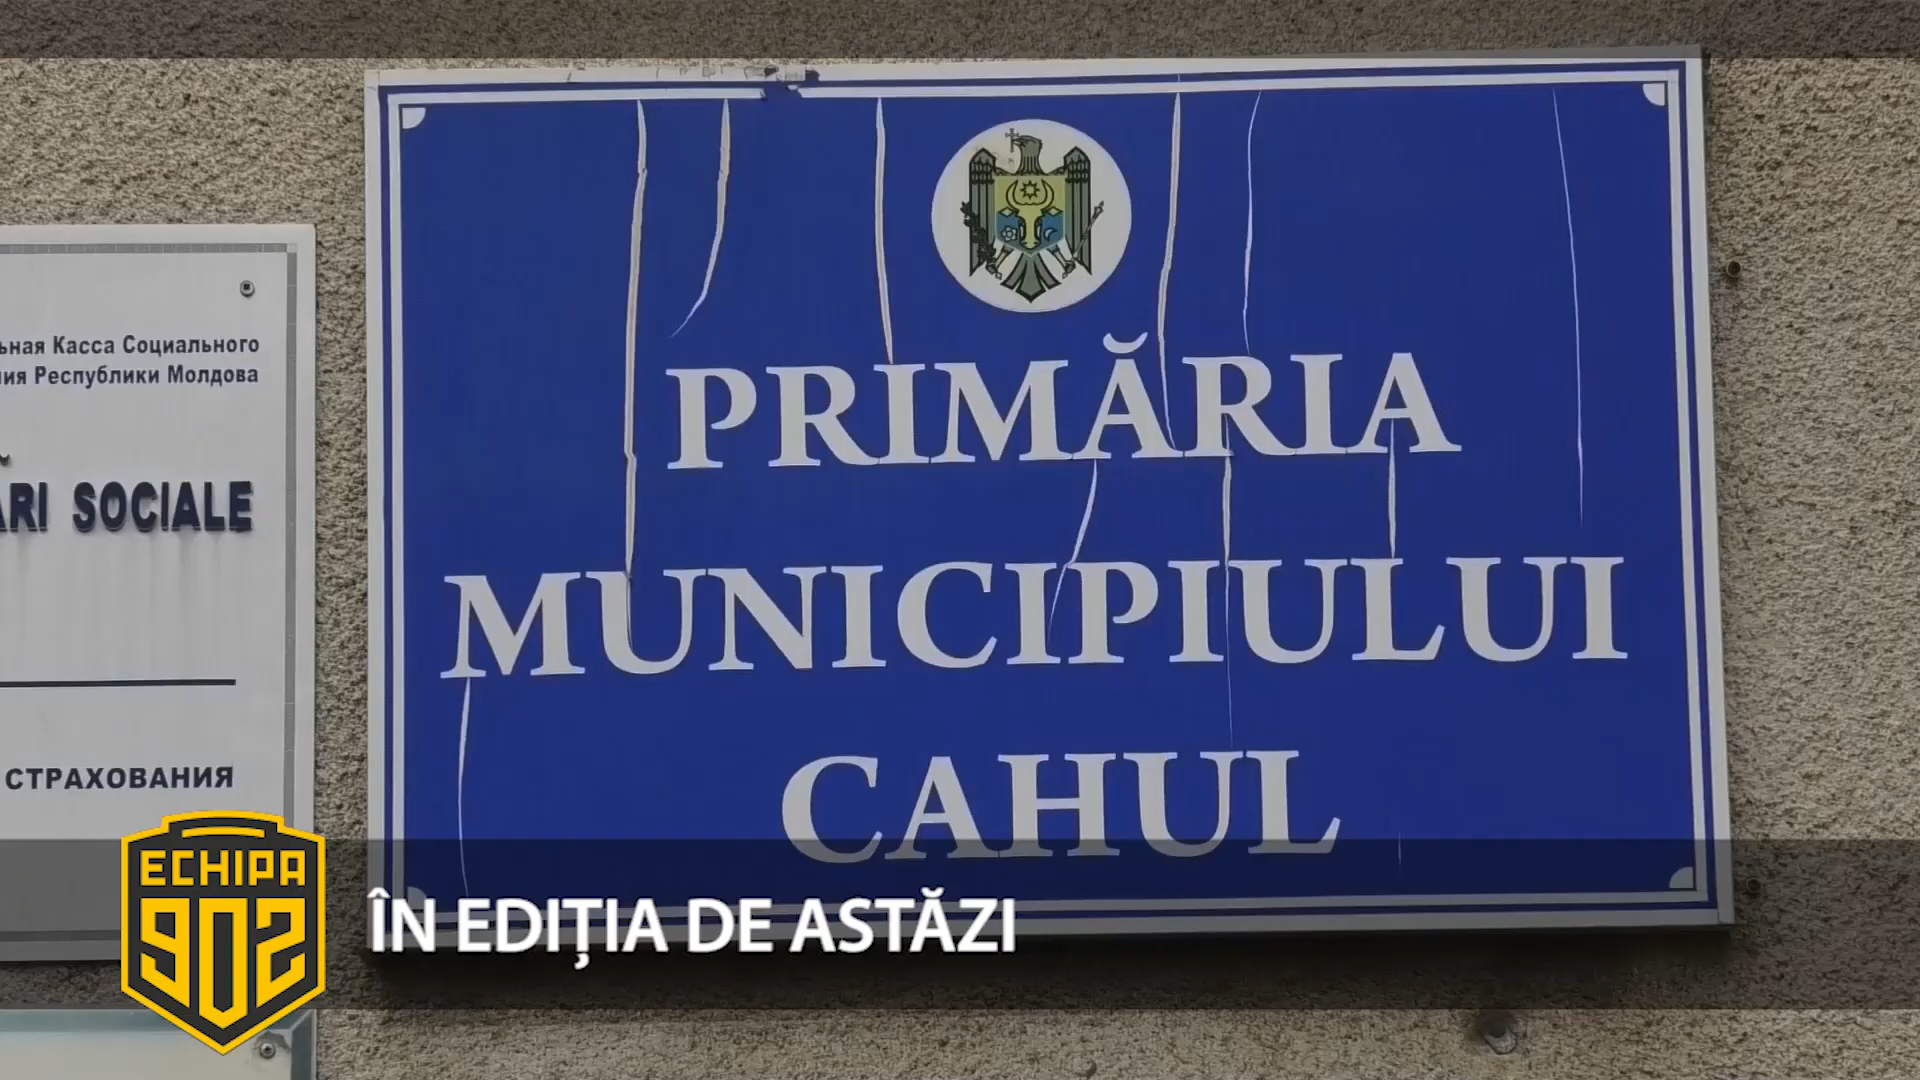 ьная Касса Социального
ия Республики Молдова
ARI SOCIALE
СТРАХОВАНИЯ
PRIMĂRIA
MUNICIPIULUI
CAHUL
ECHIPA
902
ÎN EDIȚIA DE ASTĂZI